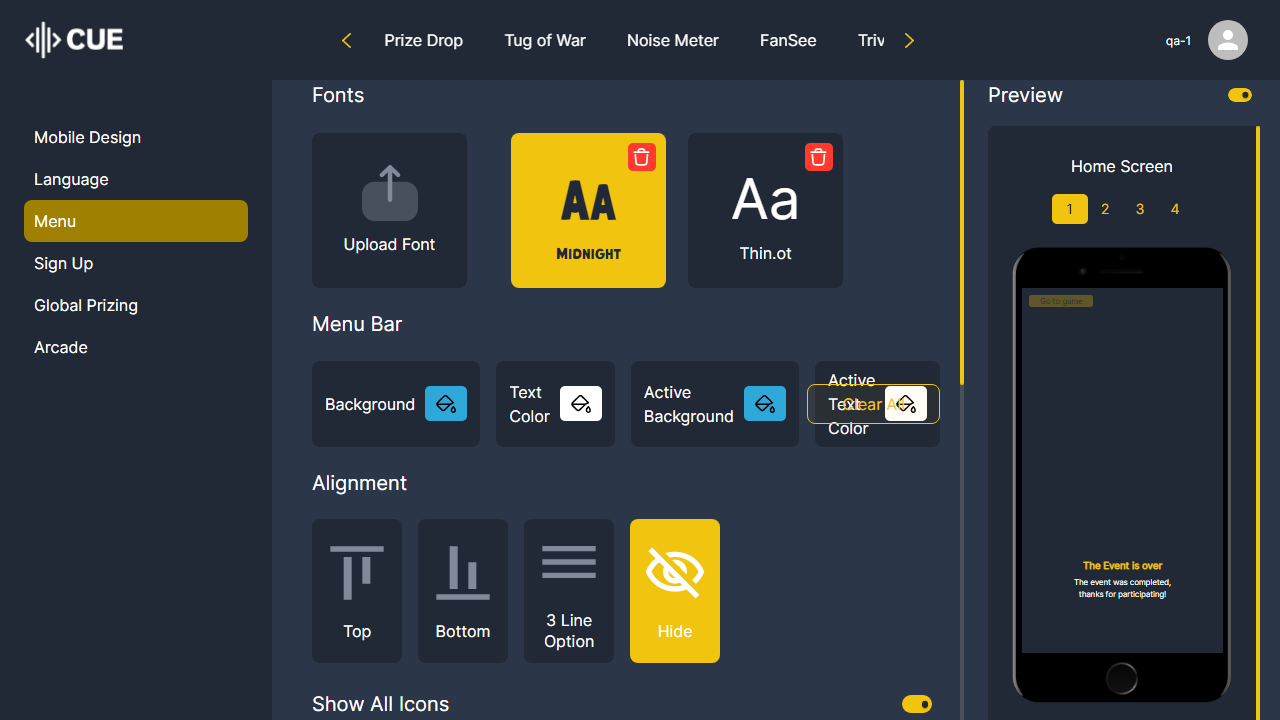 CUE
Prize Drop
Tug of War
Noise Meter
FanSee
Triv
qa-1
Mobile Design
Language
Menu
Sign Up
Global Prizing
Arcade
Fonts
Upload Font
Aa
Midnight
Aa
Thin.ot
Menu Bar
Background
Text
Color
Active
Background
Active
Text
Color
Clear All
Alignment
Top
Bottom
3 Line
Option
Hide
Show All Icons
Preview
Home Screen
1 2 3 4
Go to game
The Event is over
The event was completed,
thanks for participating!